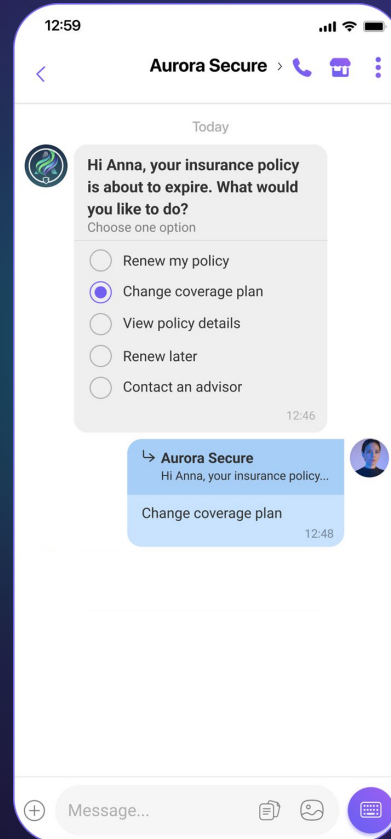 12:59
Aurora Secure >
Today
Hi Anna, your insurance policy
is about to expire. What would
you like to do?
Choose one option
Renew my policy
Change coverage plan
View policy details
Renew later
Contact an advisor
12:46
Aurora Secure
Hi Anna, your insurance policy...
Change coverage plan
12:48
Message...